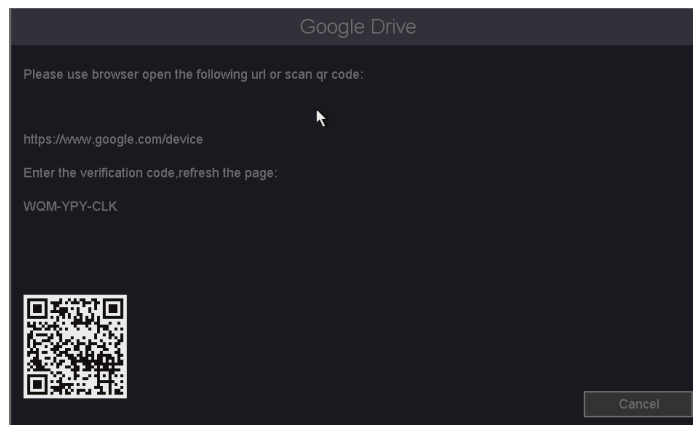 Google Drive
Please use browser open the following url or scan qr code:
https://www.google.com/device
Enter the verification code,refresh the page:
WQM-YPY-CLK
Cancel